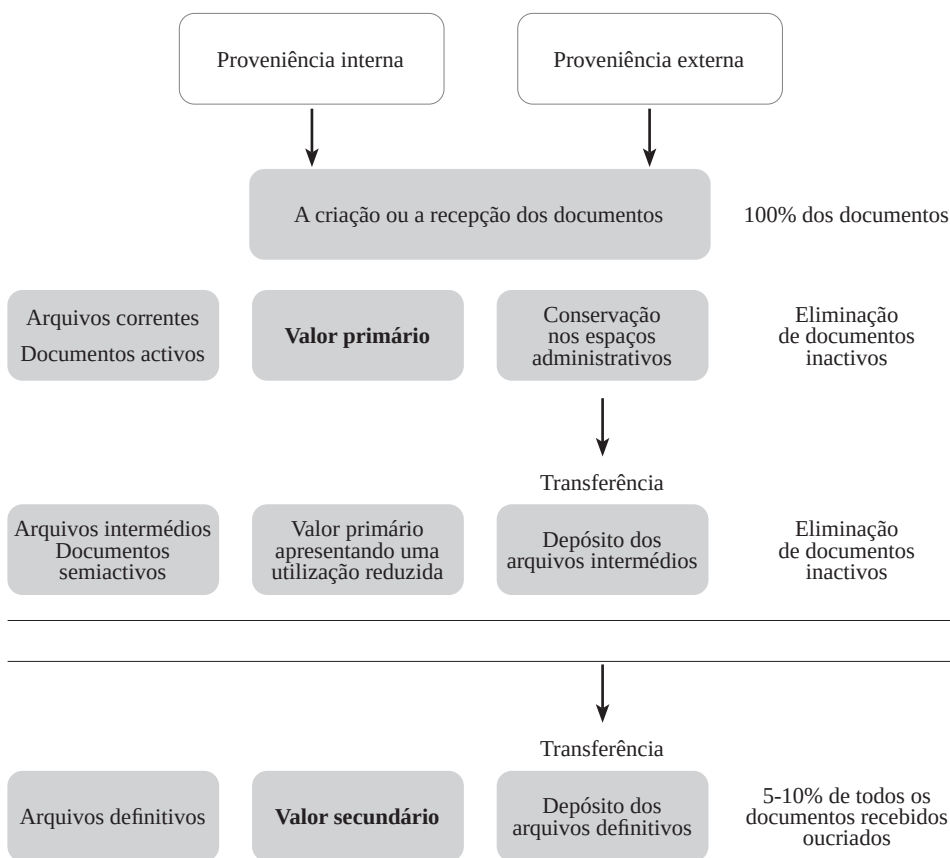 Proveniência interna
Proveniência externa
A criação ou a recepção dos documentos
100% dos documentos
Arquivos correntes
Documentos activos
Valor primário
Conservação
nos espaços
administrativos
Eliminação
de documentos
inactivos
Transferência
Arquivos intermédios
Documentos
semiactivos
Valor primário
apresentando uma
utilização reduzida
Depósito dos
arquivos intermédios
Eliminação
de documentos
inactivos
Transferência
Arquivos definitivos
Valor secundário
Depósito dos
arquivos definitivos
5-10% de todos os
documentos recebidos
oucriados